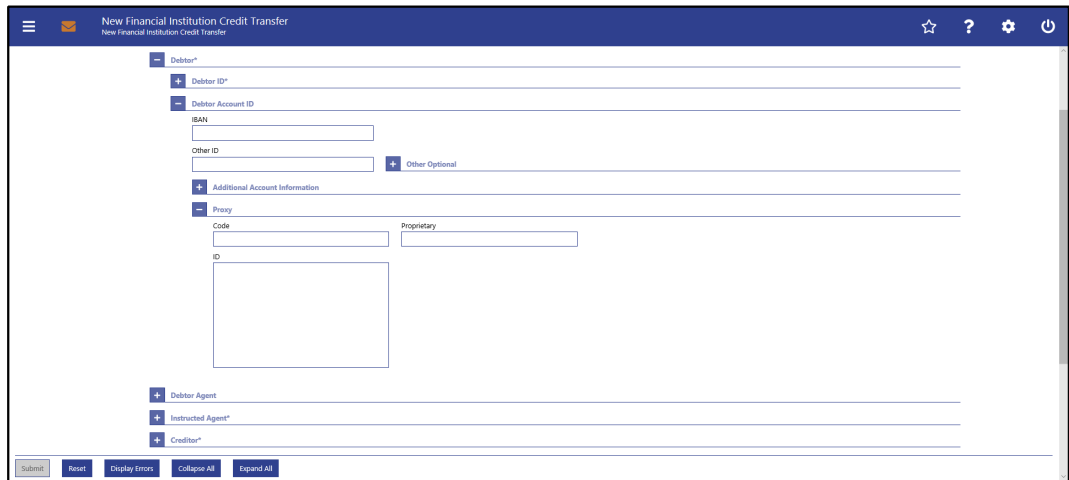 New Financial Institution Credit Transfer
New Financial Institution Credit Transfer
Debtor*
Debtor ID*
Debtor Account ID
IBAN
Other ID
Other Optional
Additional Account Information
Proxy
Code Proprietary
ID
Debtor Agent
Instructed Agent*
Creditor*
Submit Reset Display Errors Collapse All Expand All